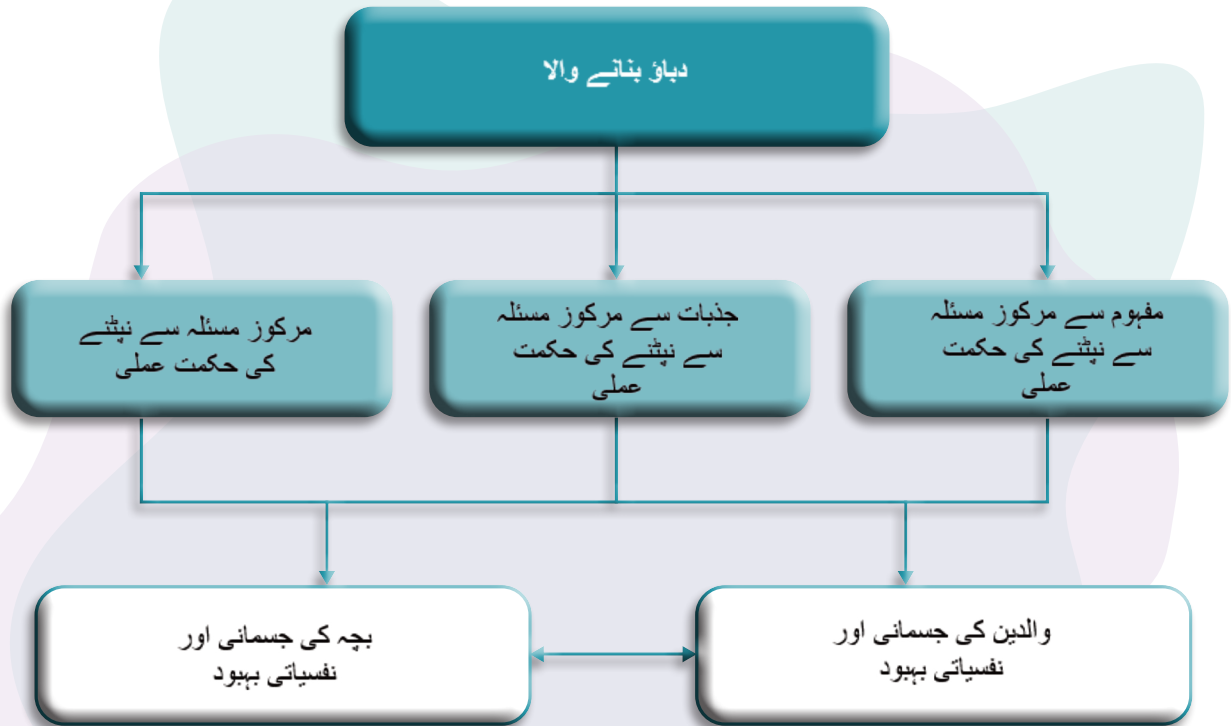 دباؤ بنانے والا
مفہوم سے مرکوز مسئلہ
سے نپٹنے کی حکمت
عملی
جذبات سے مرکوز مسئلہ
سے نپٹنے کی حکمت
عملی
مرکوز مسئلہ سے نپٹنے
کی حکمت عملی
والدین کی جسمانی اور
نفسیاتی بہبود
بچہ کی جسمانی اور
نفسیاتی بہبود